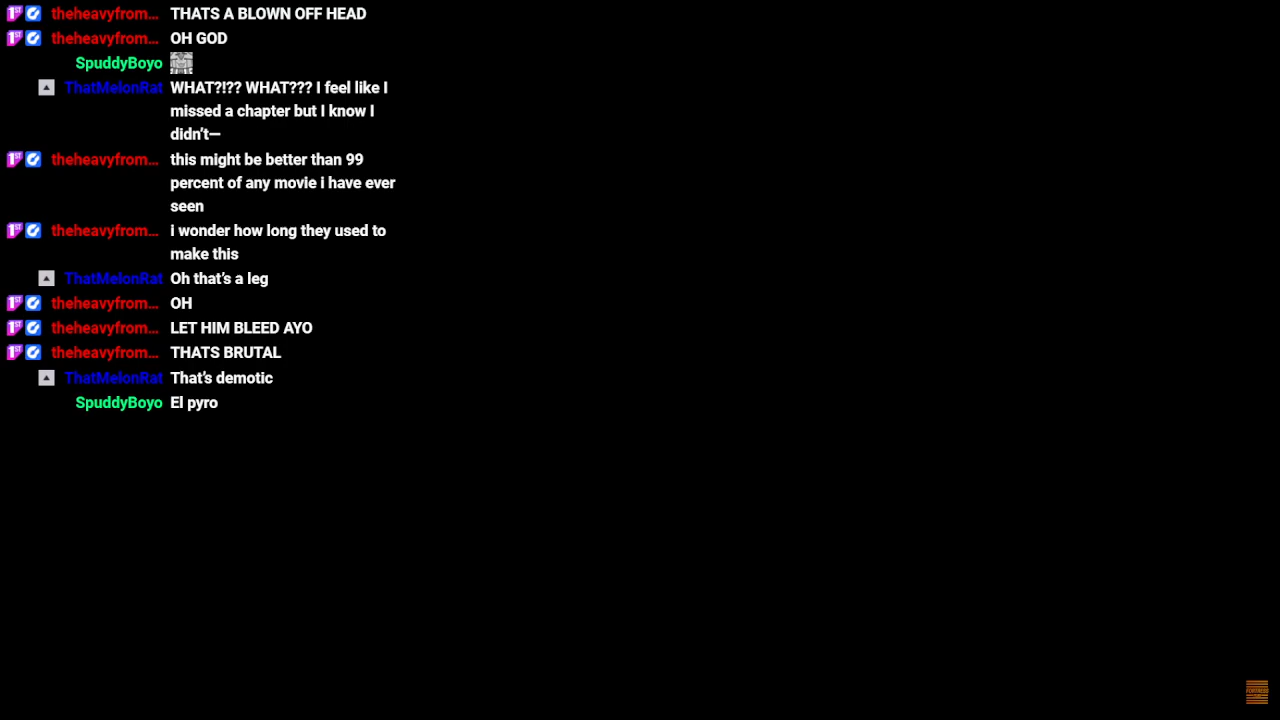 theheavyfrom... THATS A BLOWN OFF HEAD
theheavyfrom... OH GOD
SpuddyBoyo
ThatMelonRat WHAT?!?? WHAT??? I feel like I
missed a chapter but I know I
didn't—
theheavyfrom... this might be better than 99
percent of any movie i have ever
seen
theheavyfrom... i wonder how long they used to
make this
ThatMelonRat Oh that's a leg
theheavyfrom... OH
theheavyfrom... LET HIM BLEED AYO
theheavyfrom... THATS BRUTAL
ThatMelonRat That's demotic
SpuddyBoyo El pyro
FORTRESS